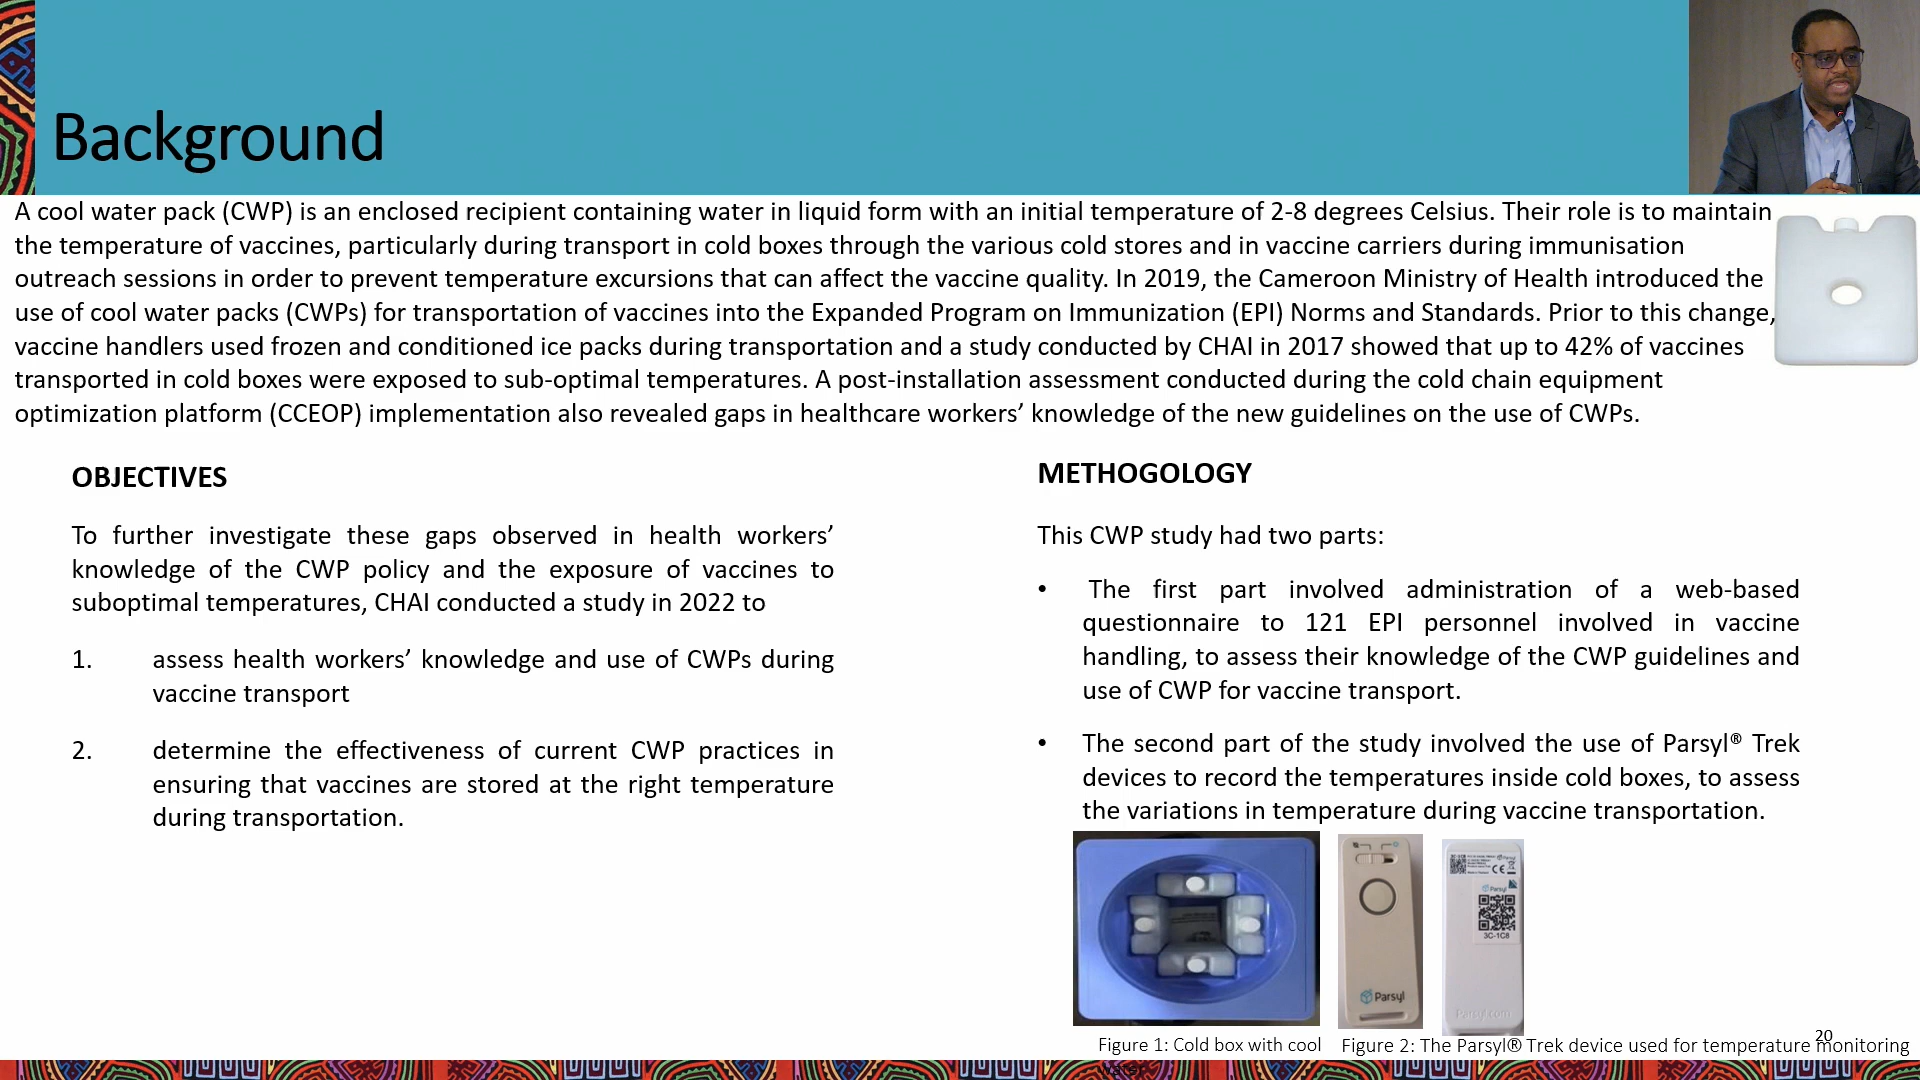 Background
A cool water pack (CWP) is an enclosed recipient containing water in liquid form with an initial temperature of 2-8 degrees Celsius. Their role is to maintain
the temperature of vaccines, particularly during transport in cold boxes through the various cold stores and in vaccine carriers during immunisation
outreach sessions in order to prevent temperature excursions that can affect the vaccine quality. In 2019, the Cameroon Ministry of Health introduced the
use of cool water packs (CWPs) for transportation of vaccines into the Expanded Program on Immunization (EPI) Norms and Standards. Prior to this change,
vaccine handlers used frozen and conditioned ice packs during transportation and a study conducted by CHAI in 2017 showed that up to 42% of vaccines
transported in cold boxes were exposed to sub-optimal temperatures. A post-installation assessment conducted during the cold chain equipment
optimization platform (CCEOP) implementation also revealed gaps in healthcare workers’ knowledge of the new guidelines on the use of CWPs.
OBJECTIVES
To further investigate these gaps observed in health workers’
knowledge of the CWP policy and the exposure of vaccines to
suboptimal temperatures, CHAI conducted a study in 2022 to
1. assess health workers’ knowledge and use of CWPs during
vaccine transport
2. determine the effectiveness of current CWP practices in
ensuring that vaccines are stored at the right temperature
during transportation.
METHOGOLOGY
This CWP study had two parts:
• The first part involved administration of a web-based
questionnaire to 121 EPI personnel involved in vaccine
handling, to assess their knowledge of the CWP guidelines and
use of CWP for vaccine transport.
• The second part of the study involved the use of Parsyl® Trek
devices to record the temperatures inside cold boxes, to assess
the variations in temperature during vaccine transportation.
Parsyl
Parsyl
3C-1C8
Parsyl.com
Figure 1: Cold box with cool
water
Figure 2: The Parsyl® Trek device used for temperature monitoring
20